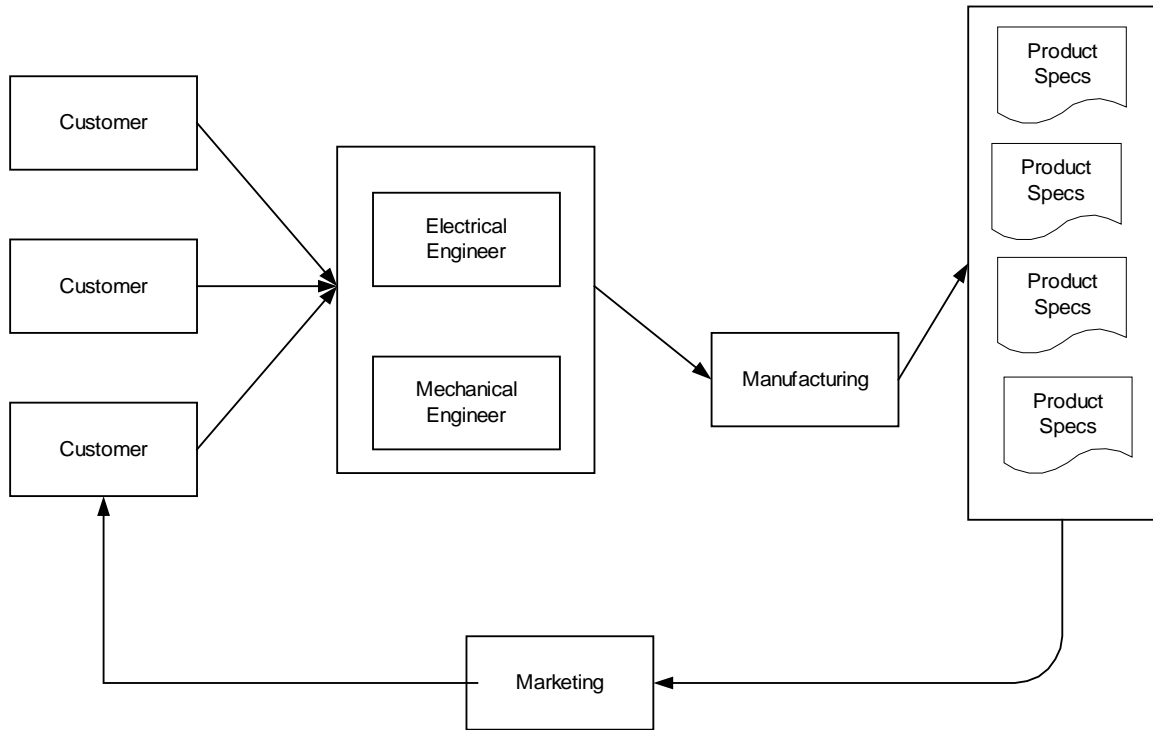 Customer
Customer
Customer
Electrical
Engineer
Mechanical
Engineer
Manufacturing
Product
Specs
Product
Specs
Product
Specs
Product
Specs
Marketing